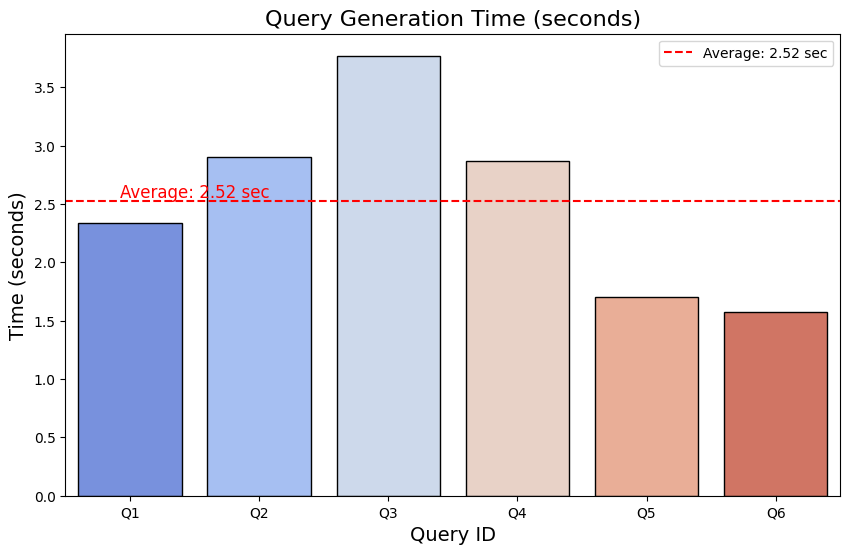 Query Generation Time (seconds)
Average: 2.52 sec
3.5
3.0
2.5
2.0
1.5
1.0
0.5
0.0
Time (seconds)
Average: 2.52 sec
Q1 Q2 Q3 Q4 Q5 Q6
Query ID